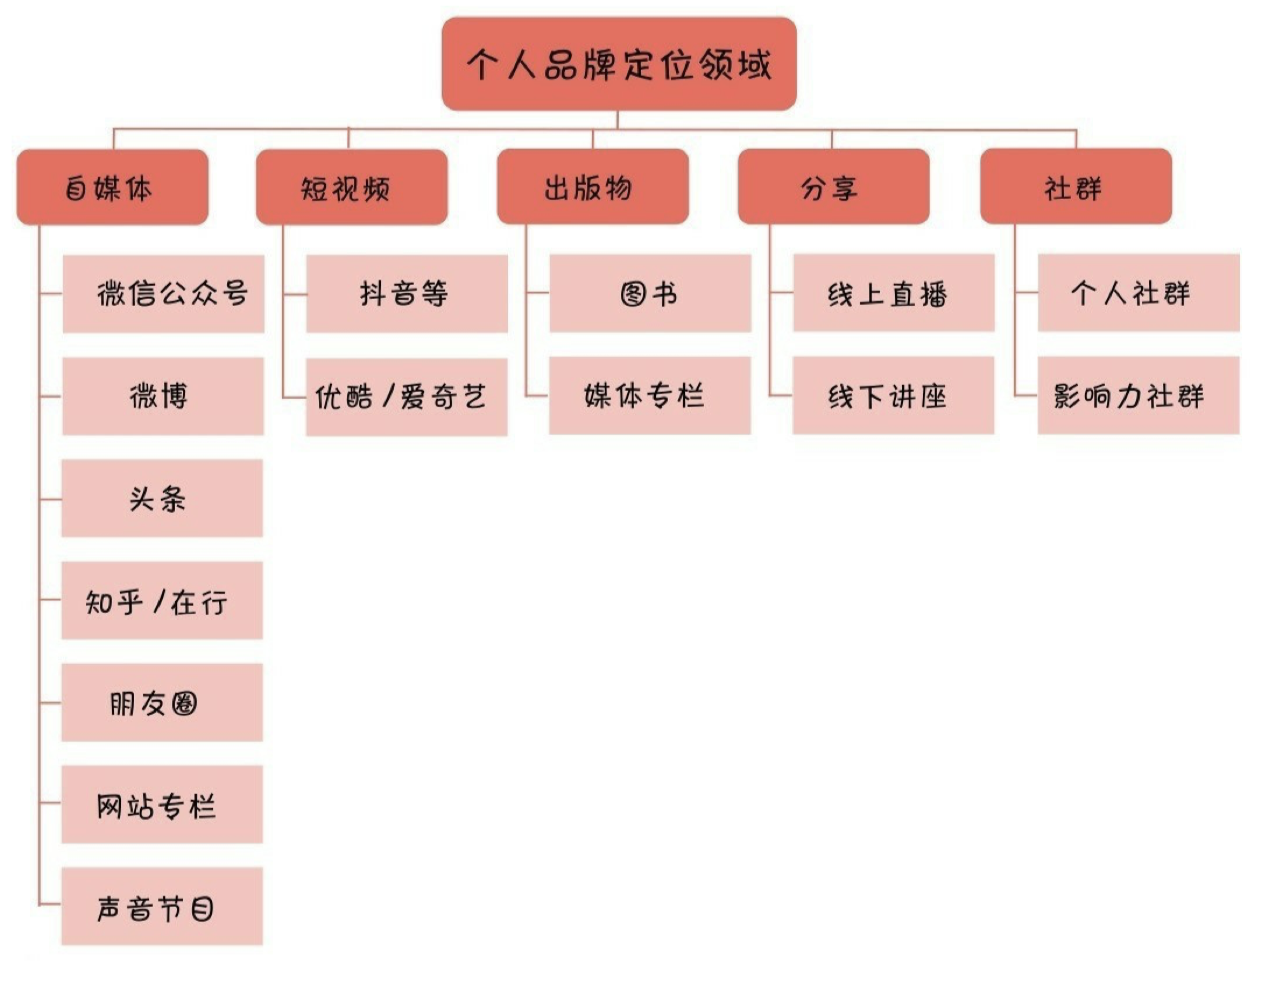 个人品牌定位领域
自媒体
微信公众号
微博
头条
知乎/在行
朋友圈
网站专栏
声音节目
短视频
抖音等
优酷/爱奇艺
出版物
图书
媒体专栏
分享
线上直播
线下讲座
社群
个人社群
影响力社群